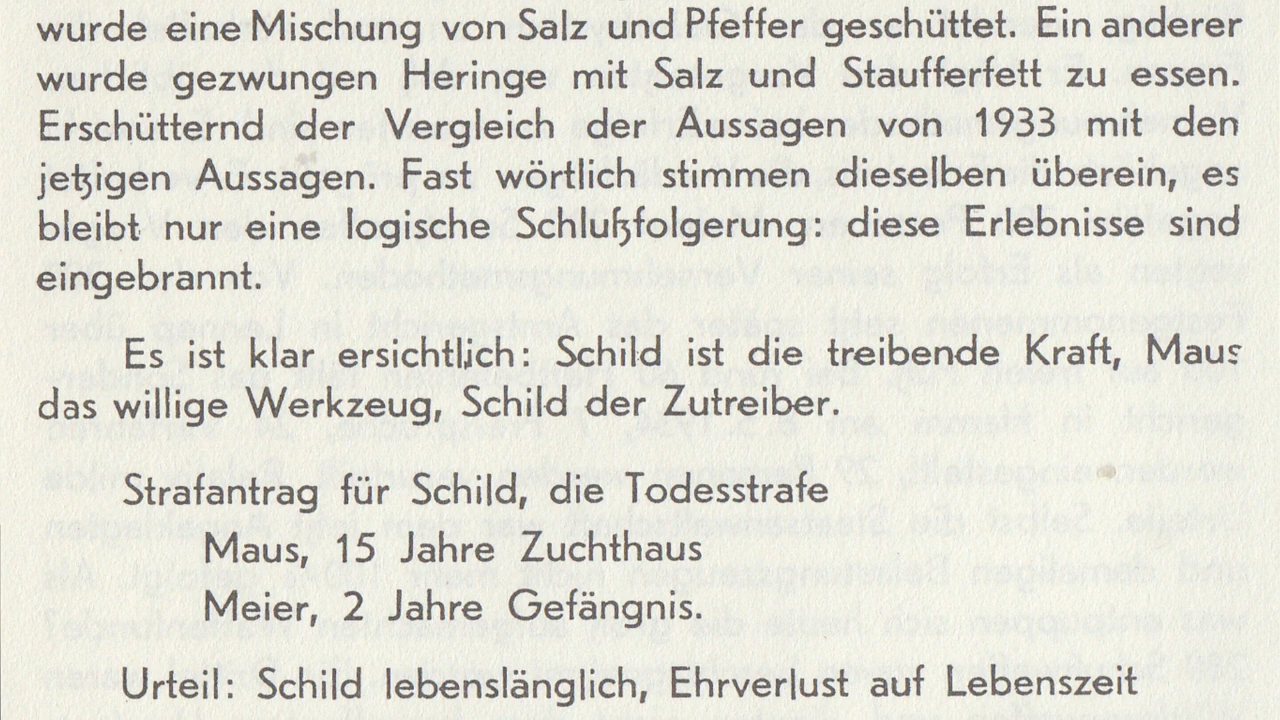 wurde eine Mischung von Salz und Pfeffer geschüttet. Ein anderer
wurde gezwungen Heringe mit Salz und Staufferfett zu essen.
Erschütternd der Vergleich der Aussagen von 1933 mit den
jetzigen Aussagen. Fast wörtlich stimmen dieselben überein, es
bleibt nur eine logische Schlußfolgerung, diese Erlebnisse sind
eingebrannt.
Es ist klar ersichtlich: Schild ist die treibende Kraft, Maus
das willige Werkzeug, Schild der Zutreiber.
Strafantrag für Schild, die Todesstrafe
Maus, 15 Jahre Zuchthaus
Meier, 2 Jahre Gefängnis.
Urteil: Schild lebenslänglich, Ehrverlust auf Lebenszeit